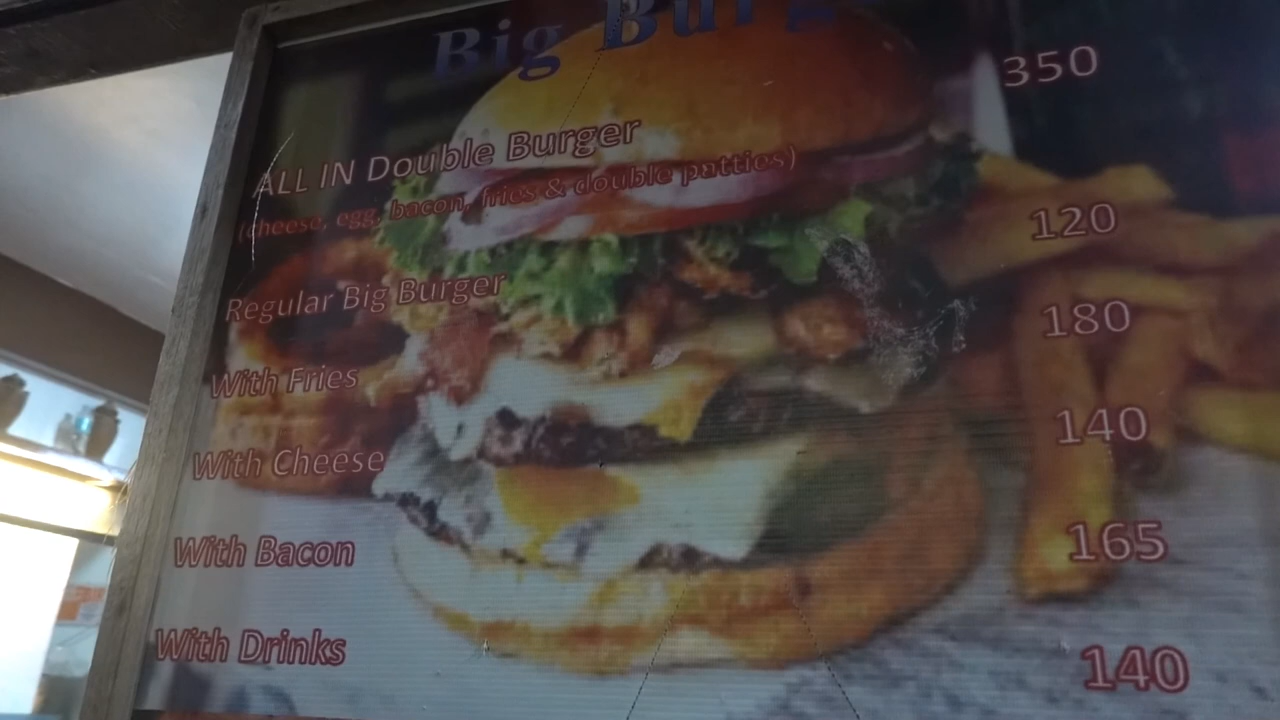 Big Burg
350
ALL IN Double Burger
(cheese, egg, bacon, fries & double patties)
Regular Big Burger 120
With Fries 180
With Cheese 140
With Bacon 165
With Drinks 140